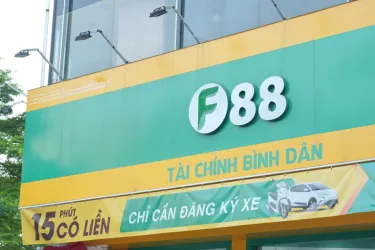 F88
TÀI CHÍNH BÌNH DÂN
15 PHÚT CÓ LIỀN
CHỈ CẦN ĐĂNG KÝ XE